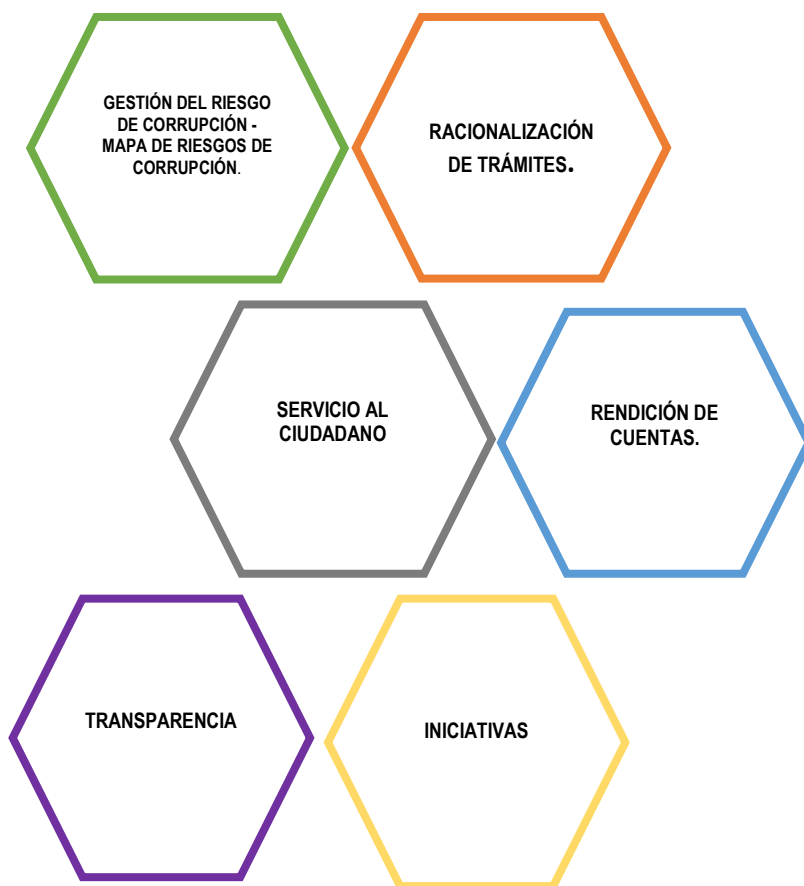 GESTIÓN DEL RIESGO
DE CORRUPCIÓN -
MAPA DE RIESGOS DE
CORRUPCIÓN.
RACIONALIZACIÓN
DE TRÁMITES.
SERVICIO AL
CIUDADANO
RENDICIÓN DE
CUENTAS.
TRANSPARENCIA
INICIATIVAS